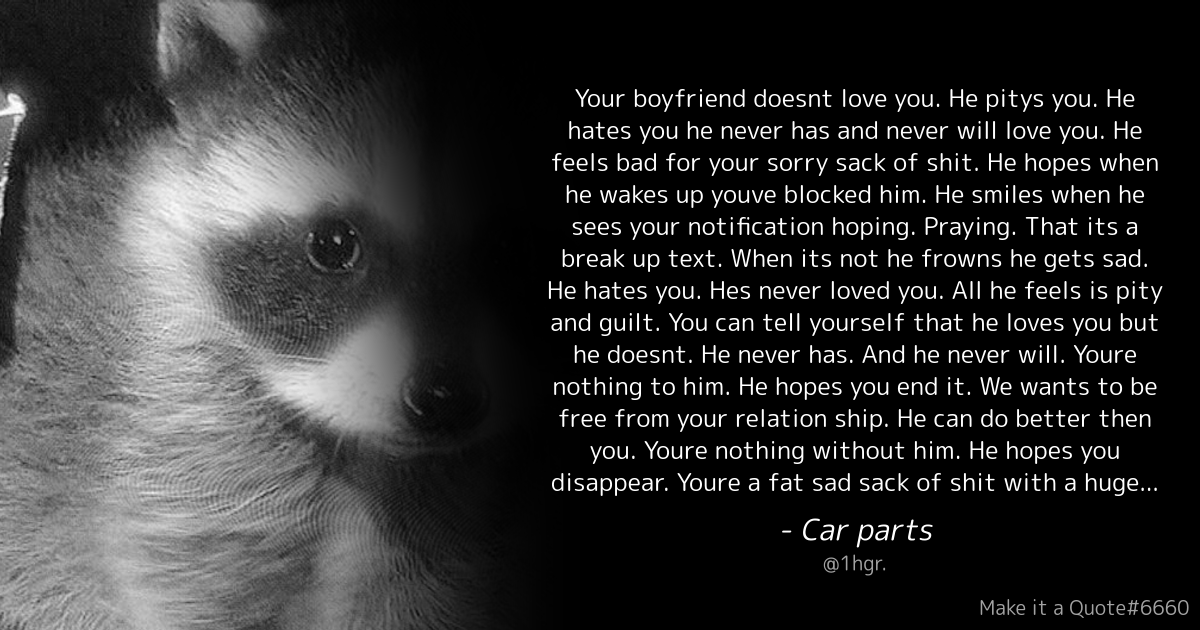 Your boyfriend doesnt love you. He pitys you. He
hates you he never has and never will love you. He
feels bad for your sorry sack of shit. He hopes when
he wakes up youve blocked him. He smiles when he
sees your notification hoping. Praying. That its a
break up text. When its not he frowns he gets sad.
He hates you. Hes never loved you. All he feels is pity
and guilt. You can tell yourself that he loves you but
he doesnt. He never has. And he never will. Youre
nothing to him. He hopes you end it. We wants to be
free from your relation ship. He can do better then
you. Youre nothing without him. He hopes you
disappear. Youre a fat sad sack of shit with a huge...
- Car parts
@1hgr.
Make it a Quote#6660